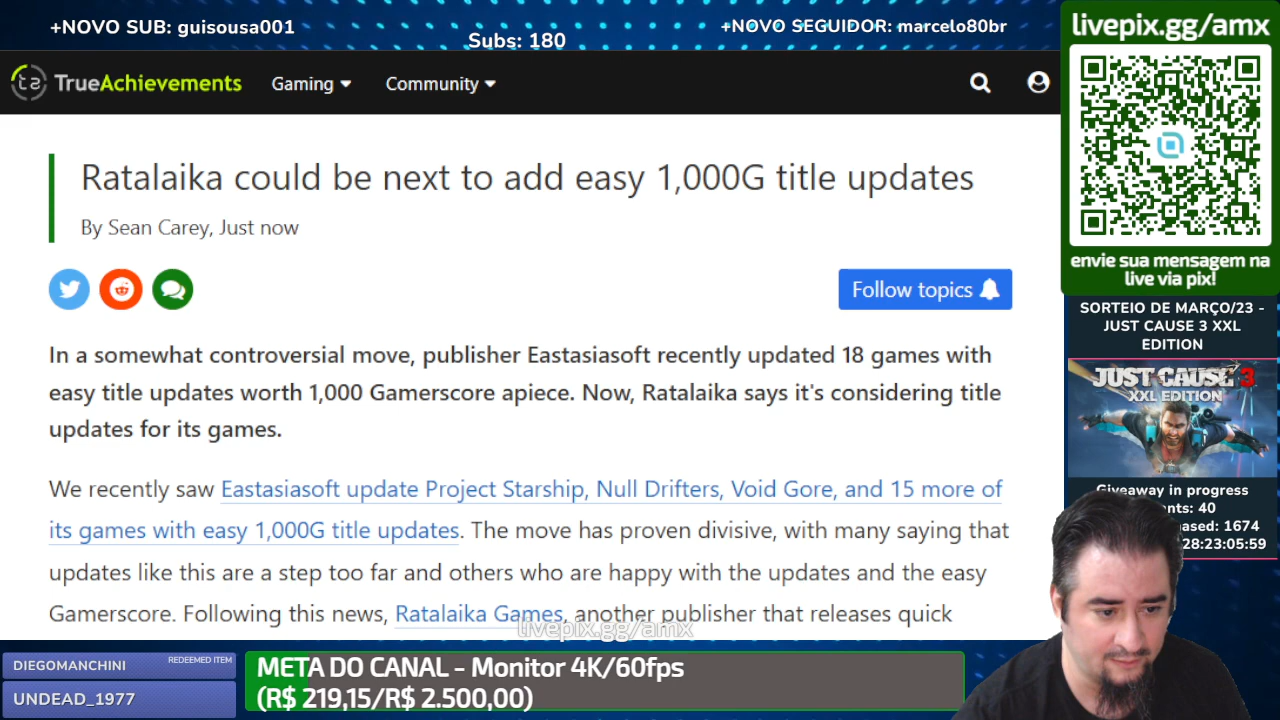 +NOVO SUB: guisousa001
Subs: 180
+NOVO SEGUIDOR: marcelo80br
livepix.gg/amx
TrueAchievements
Gaming
Community
Ratalaika could be next to add easy 1,000G title updates
By Sean Carey, Just now
Follow topics
In a somewhat controversial move, publisher Eastasiasoft recently updated 18 games with
easy title updates worth 1,000 Gamerscore apiece. Now, Ratalaika says it's considering title
updates for its games.
We recently saw Eastasiasoft update Project Starship, Null Drifters, Void Gore, and 15 more of
its games with easy 1,000G title updates. The move has proven divisive, with many saying that
updates like this are a step too far and others who are happy with the updates and the easy
Gamerscore. Following this news, Ratalaika Games, another publisher that releases quick
livepix.gg/amx
envie sua mensagem na
live via pix!
SORTEIO DE MARÇO/23 -
JUST CAUSE 3 XXL
EDITION
JUST CAUSE 3
XXL EDITION
Giveaway in progress
40
1674
28:23:05:59
DIEGOMANCHINI
REDEEMED ITEM
UNDEAD_1977
META DO CANAL - Monitor 4K/60fps
(R$ 219,15/R$ 2.500,00)